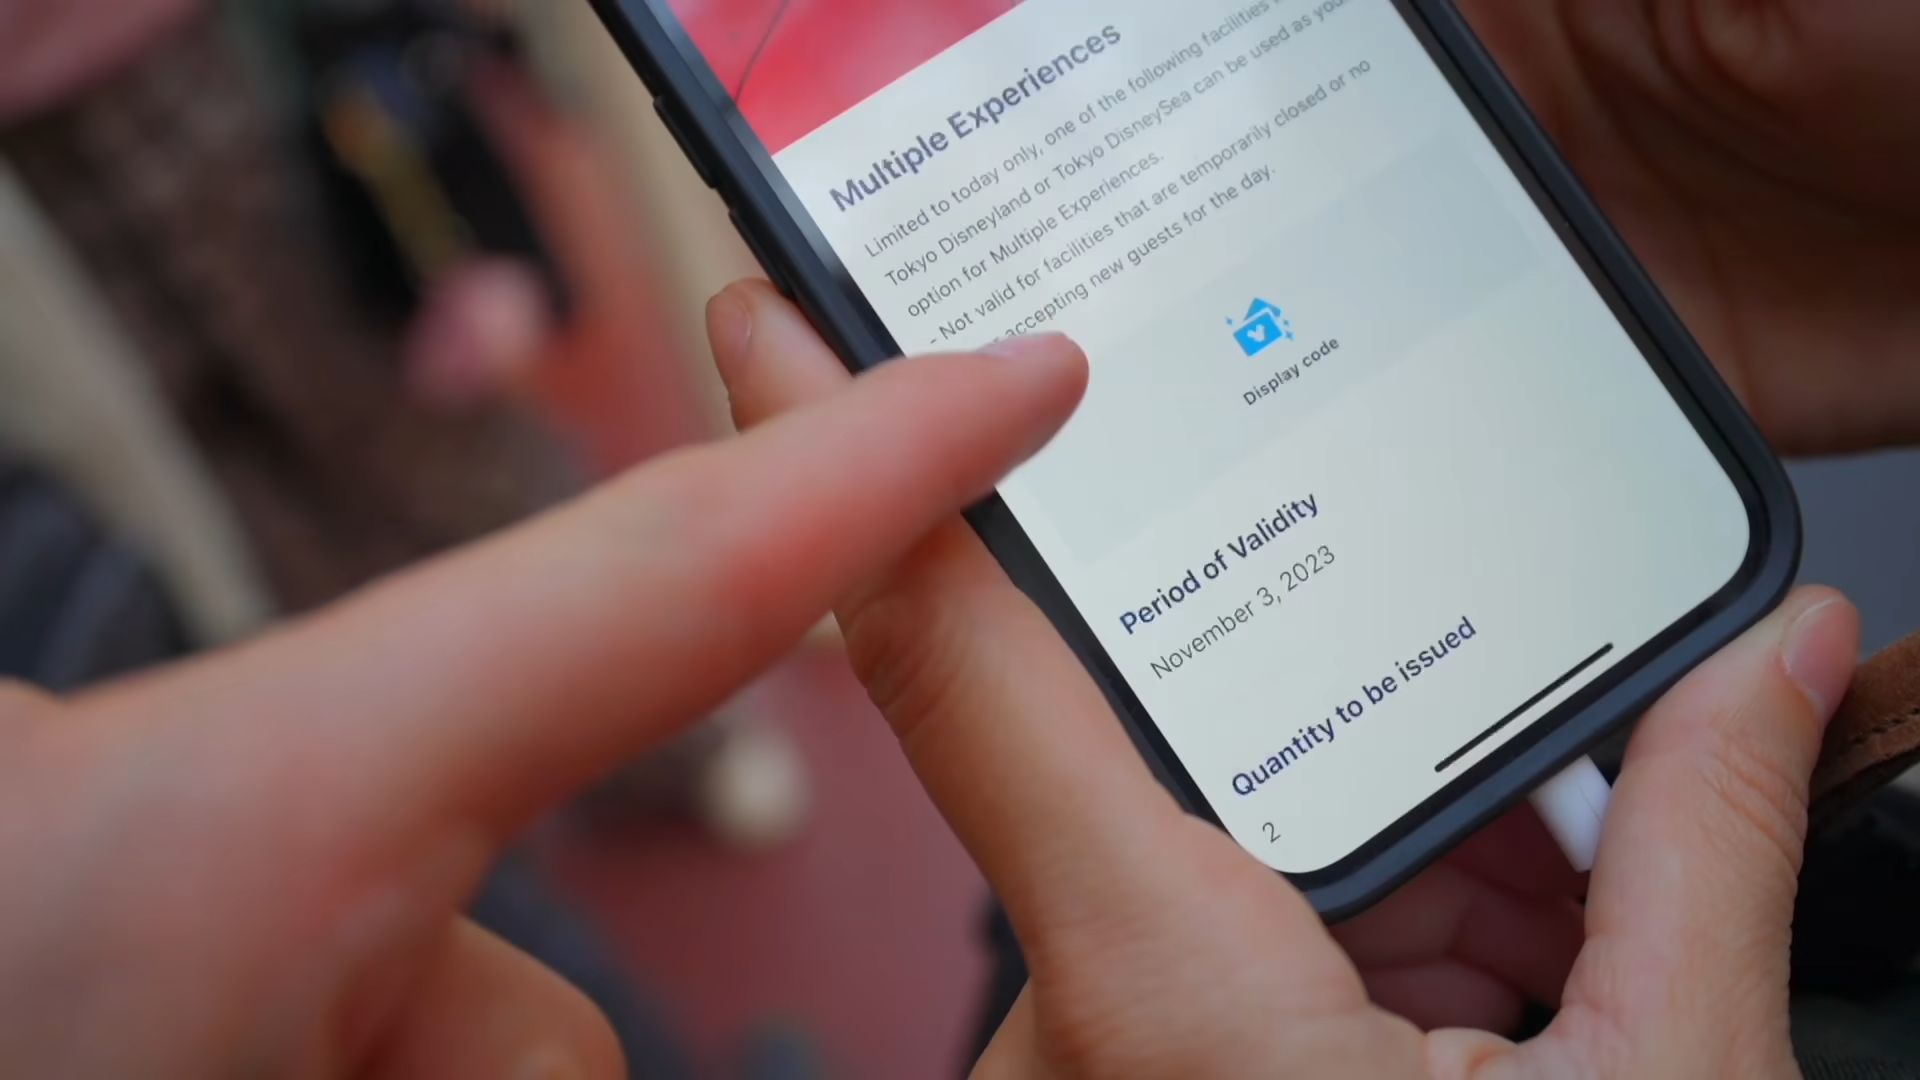 Multiple Experiences
Limited to today only, one of the following facilities
Tokyo Disneyland or Tokyo DisneySea can be used as your
option for Multiple Experiences.
- Not valid for facilities that are temporarily closed or no
accepting new guests for the day.
Display code
Period of Validity
November 3, 2023
Quantity to be issued
2